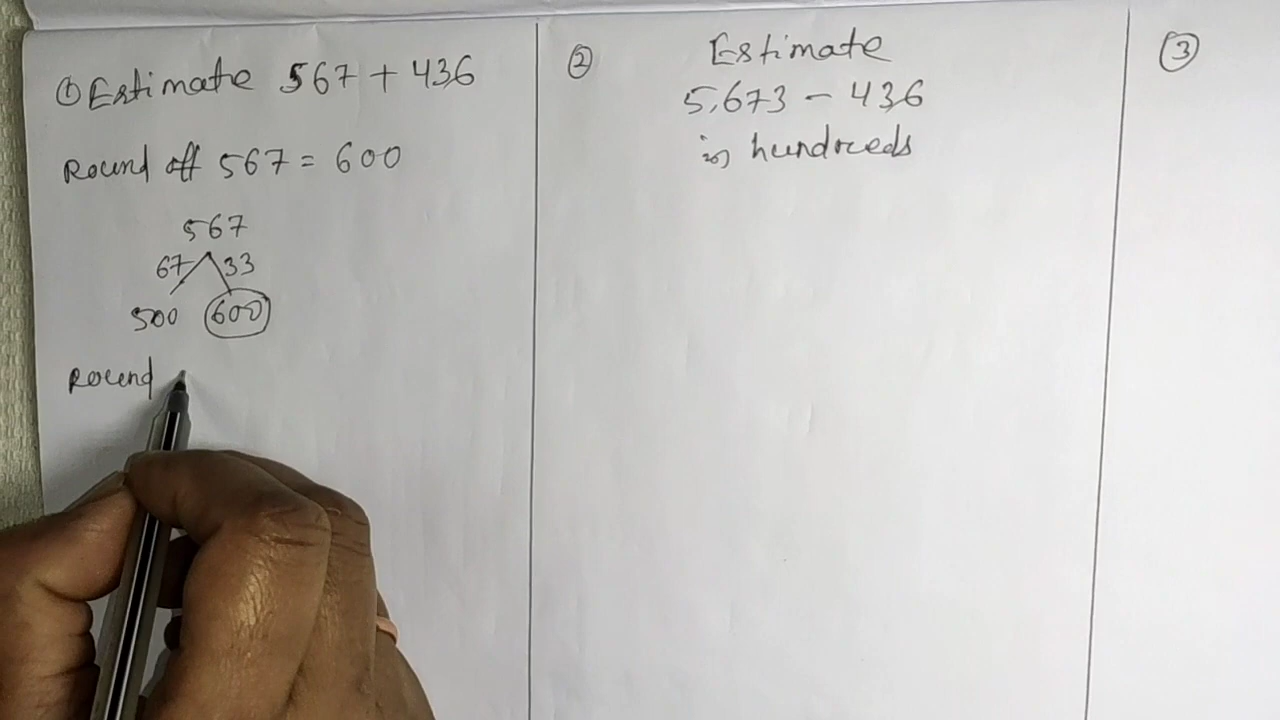 ① Estimate 567 + 436
Round off 567 = 600
567
67 33
500 600
Round
②
Estimate
5,673 - 436
in hundreds
③